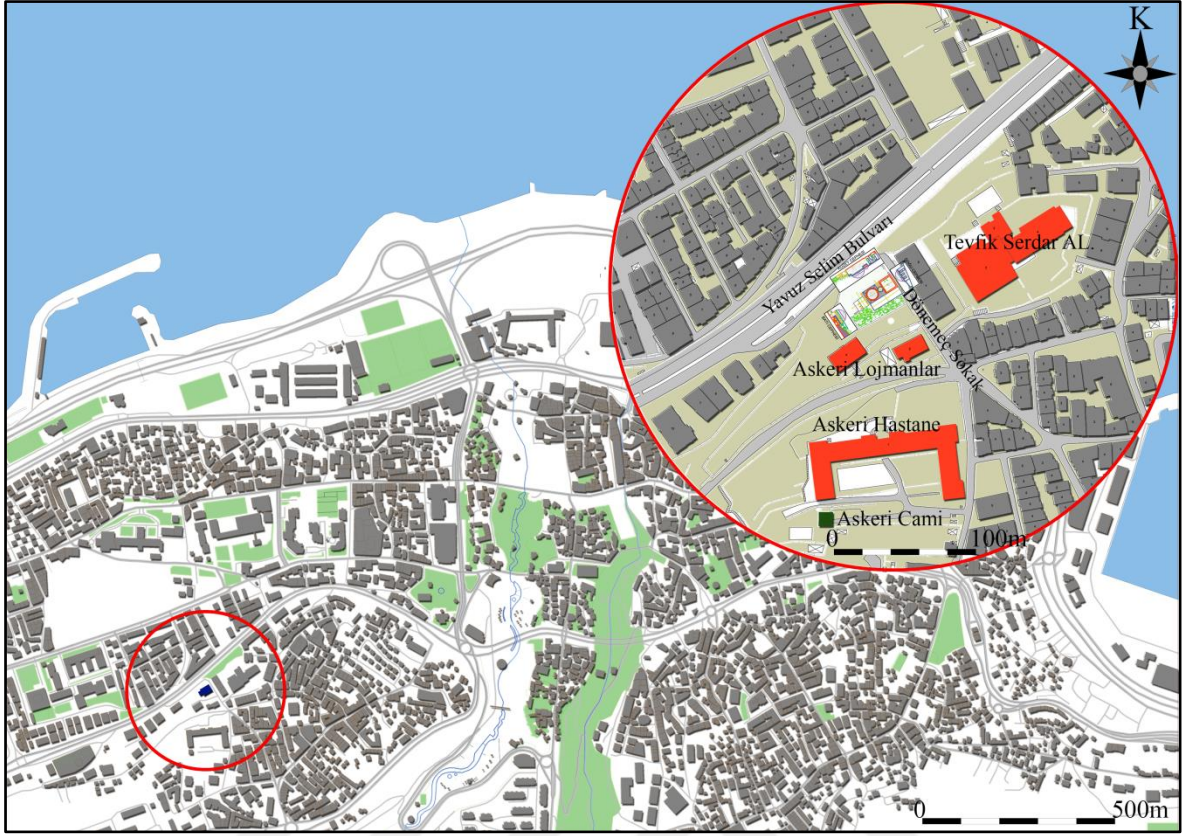 K
Tevfik Serdar AL.
Yavuz Selim Bulvarı
Dönemeç Sokak
Askeri Lojmanlar
Askeri Hastane
Askeri Cami
0 100m
0 500m